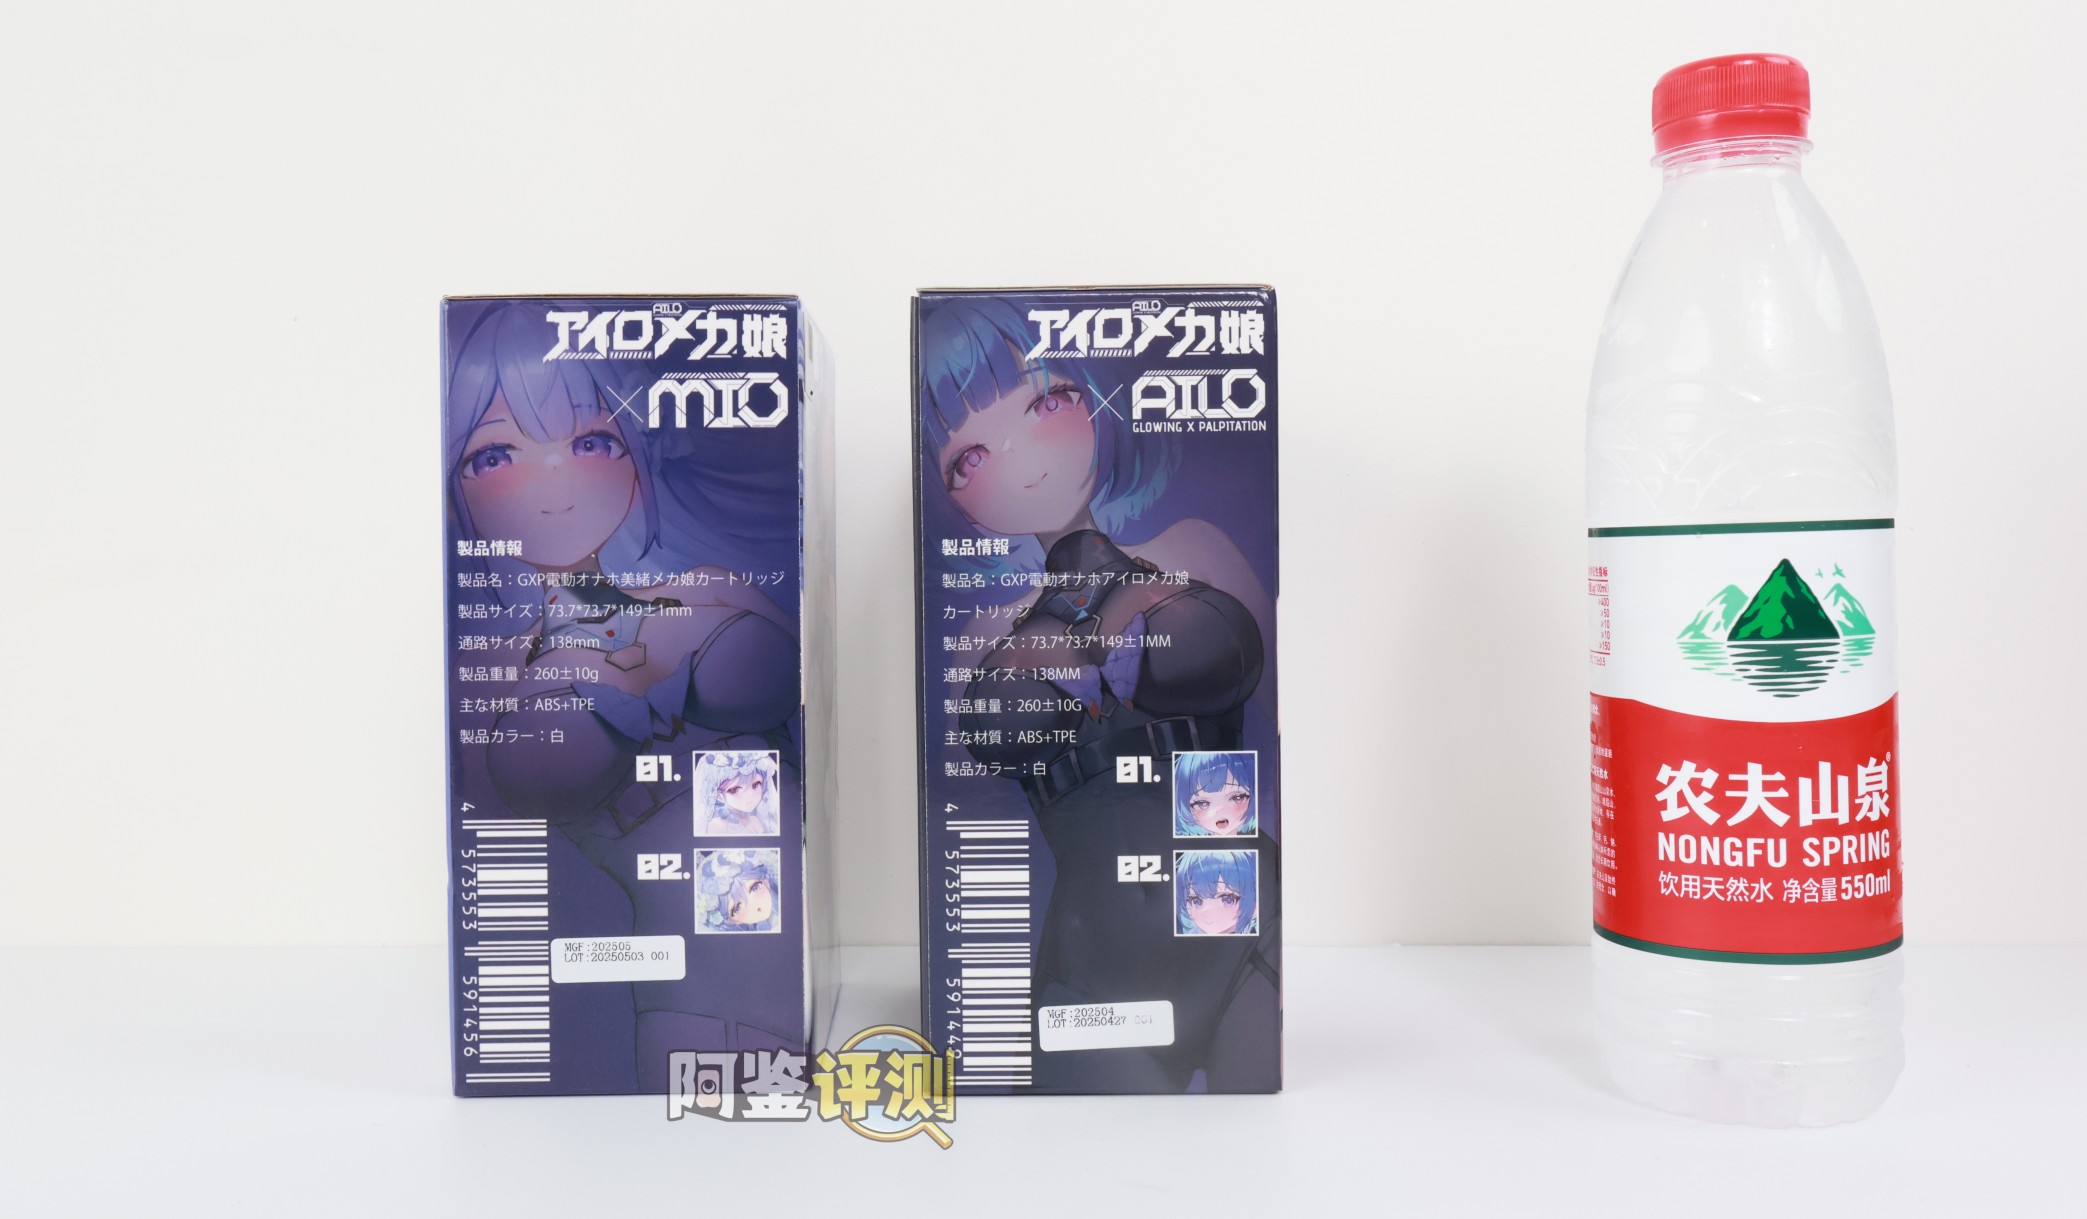 AILO
アイロメカ娘
×MIO
製品情報
製品名：GXP電動オナホ美緒メカ娘カートリッジ
製品サイズ：73.7*73.7*149±1mm
通路サイズ：138mm
製品重量：260±10g
主な材質：ABS+TPE
製品カラー：白
01.
02.
4 573553 591456
MGF:202505
LOT:20250503 001
AILO
アイロメカ娘
×AILO
GLOWING X PALPITATION
製品情報
製品名：GXP電動オナホアイロメカ娘
カートリッジ
製品サイズ：73.7*73.7*149±1MM
通路サイズ：138MM
製品重量：260±10G
主な材質：ABS+TPE
製品カラー：白
01.
02.
4 573553 591449
MGF:202504
LOT:20250427 001
农夫山泉®
NONGFU SPRING
饮用天然水 净含量550ml
阿鉴评测